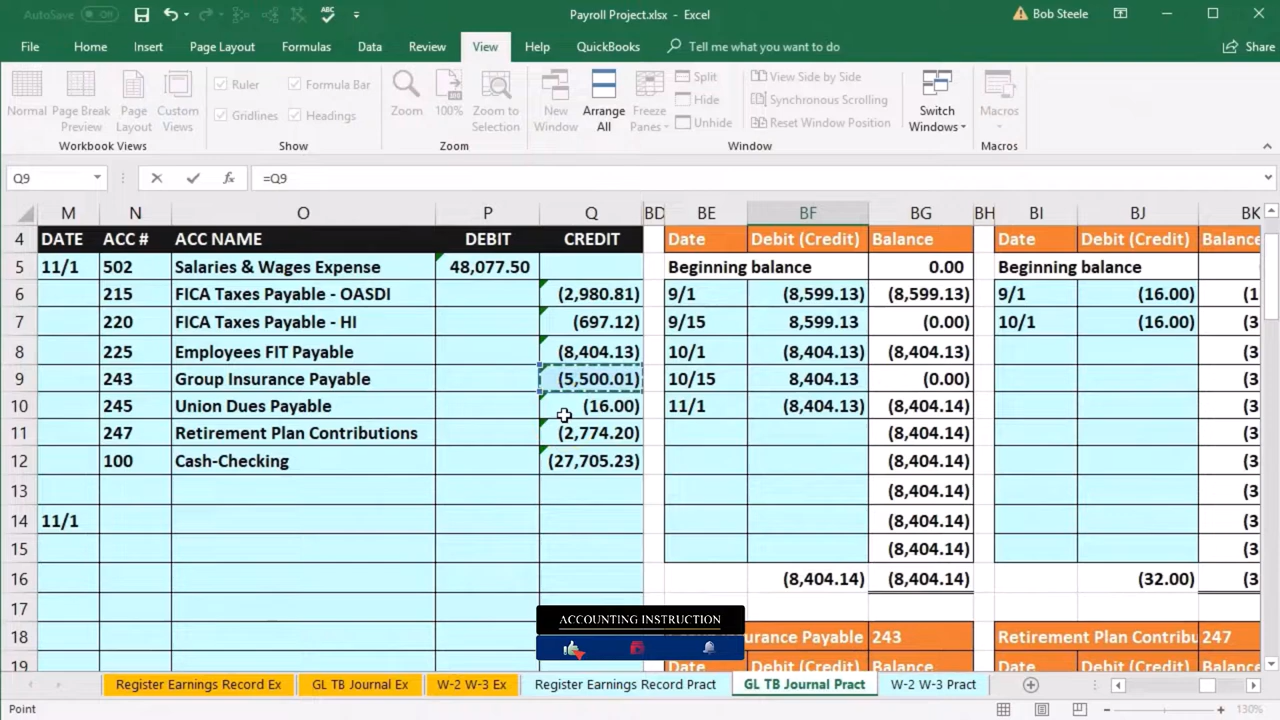 AutoSave Off ABC Payroll Project.xlsx - Excel Bob Steele
File Home Insert Page Layout Formulas Data Review View Help QuickBooks Tell me what you want to do Share
Normal Page Break Preview Page Layout Custom Views
Workbook Views
Ruler Formula Bar
Gridlines Headings
Show
Zoom 100% Zoom to Selection
Zoom
New Window Arrange All Freeze Panes Split Hide Unhide
View Side by Side
Synchronous Scrolling
Reset Window Position
Switch Windows
Window
Macros
Macros
Q9 fx =Q9
M N O P Q BD BE BF BG BH BI BJ BK
4 DATE ACC # ACC NAME DEBIT CREDIT Date Debit (Credit) Balance Date Debit (Credit) Balance
5 11/1 502 Salaries & Wages Expense 48,077.50 Beginning balance 0.00 Beginning balance
6 215 FICA Taxes Payable - OASDI (2,980.81) 9/1 (8,599.13) (8,599.13) 9/1 (16.00) (1
7 220 FICA Taxes Payable - HI (697.12) 9/15 8,599.13 (0.00) 10/1 (16.00) (3
8 225 Employees FIT Payable (8,404.13) 10/1 (8,404.13) (8,404.13) (3
9 243 Group Insurance Payable (5,500.01) 10/15 8,404.13 (0.00) (3
10 245 Union Dues Payable (16.00) 11/1 (8,404.13) (8,404.14) (3
11 247 Retirement Plan Contributions (2,774.20) (8,404.14) (3
12 100 Cash-Checking (27,705.23) (8,404.14) (3
13 (8,404.14) (3
14 11/1 (8,404.14) (3
15 (8,404.14) (3
16 (8,404.14) (8,404.14) (32.00) (3
17
ACCOUNTING INSTRUCTION
18 urance Payable 243 Retirement Plan Contribu 247
19 Date Debit (Credit) Balance Date Debit (Credit) Balance
Register Earnings Record Ex GL TB Journal Ex W-2 W-3 Ex Register Earnings Record Pract GL TB Journal Pract W-2 W-3 Pract
Point 130%